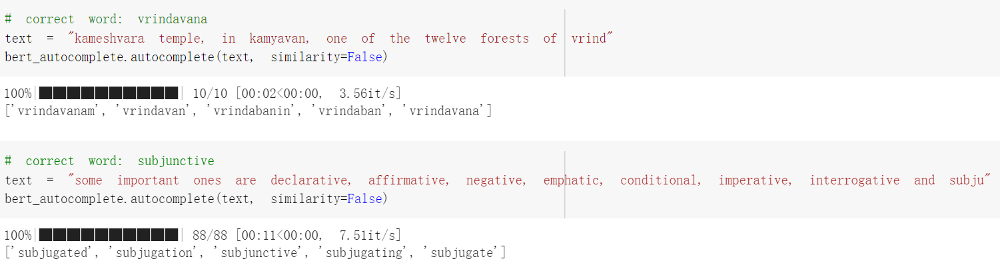 # correct word: vrindavana
text = "kameshvara temple, in kamyavan, one of the twelve forests of vrind"
bert_autocomplete.autocomplete(text, similarity=False)
100%|██████████| 10/10 [00:02<00:00, 3.56it/s]
['vrindavanam', 'vrindavan', 'vrindabanin', 'vrindaban', 'vrindavana']
# correct word: subjunctive
text = "some important ones are declarative, affirmative, negative, emphatic, conditional, imperative, interrogative and subju"
bert_autocomplete.autocomplete(text, similarity=False)
100%|██████████| 88/88 [00:11<00:00, 7.51it/s]
['subjugated', 'subjugation', 'subjunctive', 'subjugating', 'subjugate']